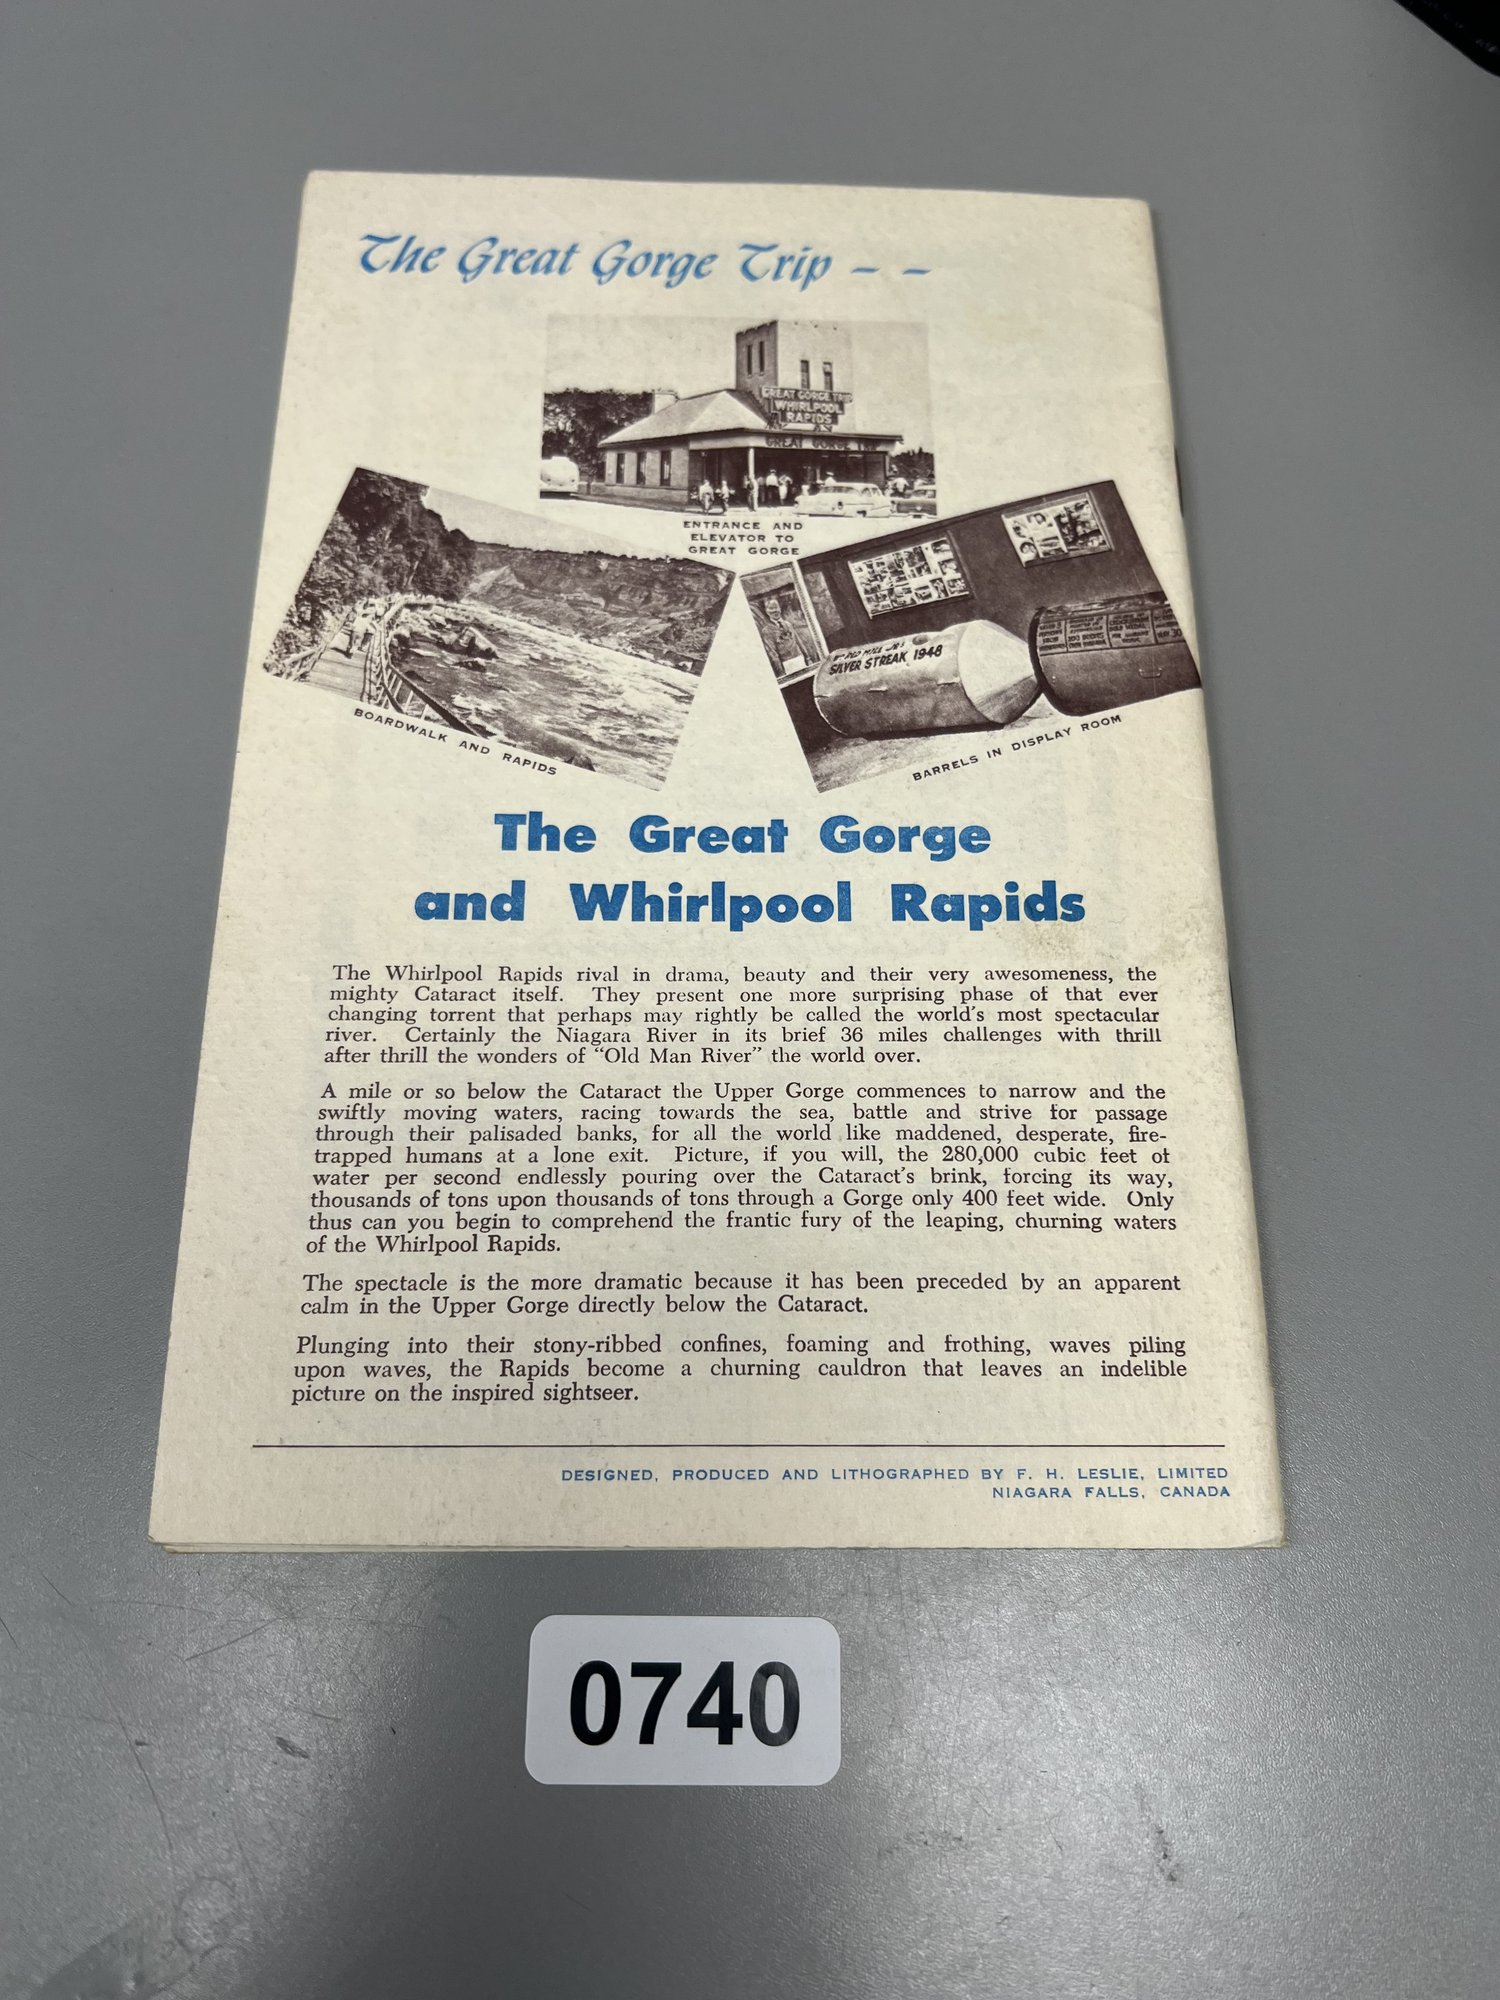 The Great Gorge Trip – –
GREAT GORGE TRIP
WHIRLPOOL
RAPIDS
GREAT GORGE TRIP
ENTRANCE AND
ELEVATOR TO
GREAT GORGE
RED HILL JR'S
SILVER STREAK 1948
BOARDWALK AND RAPIDS
BARRELS IN DISPLAY ROOM
The Great Gorge
and Whirlpool Rapids
The Whirlpool Rapids rival in drama, beauty and their very awesomeness, the
mighty Cataract itself. They present one more surprising phase of that ever
changing torrent that perhaps may rightly be called the world's most spectacular
river. Certainly the Niagara River in its brief 36 miles challenges with thrill
after thrill the wonders of "Old Man River" the world over.
A mile or so below the Cataract the Upper Gorge commences to narrow and the
swiftly moving waters, racing towards the sea, battle and strive for passage
through their palisaded banks, for all the world like maddened, desperate, fire-
trapped humans at a lone exit. Picture, if you will, the 280,000 cubic feet of
water per second endlessly pouring over the Cataract's brink, forcing its way,
thousands of tons upon thousands of tons through a Gorge only 400 feet wide. Only
thus can you begin to comprehend the frantic fury of the leaping, churning waters
of the Whirlpool Rapids.
The spectacle is the more dramatic because it has been preceded by an apparent
calm in the Upper Gorge directly below the Cataract.
Plunging into their stony-ribbed confines, foaming and frothing, waves piling
upon waves, the Rapids become a churning cauldron that leaves an indelible
picture on the inspired sightseer.
DESIGNED, PRODUCED AND LITHOGRAPHED BY F. H. LESLIE, LIMITED
NIAGARA FALLS, CANADA
0740